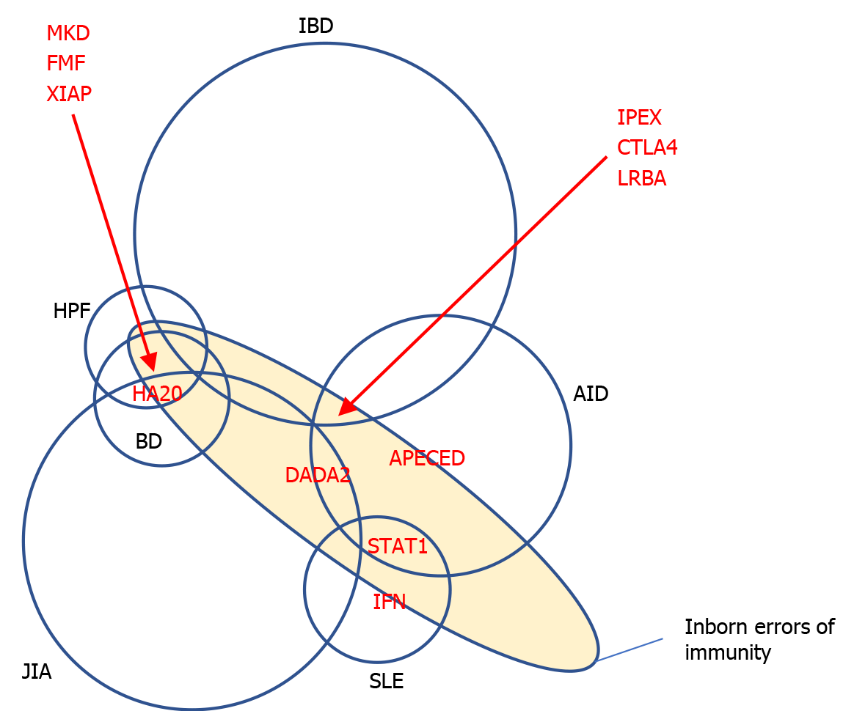 IBD
MKD
FMF
XIAP
IPEX
CTLA4
LRBA
HPF
HA20
AID
BD
DADA2
APECED
STAT1
IFN
Inborn errors of
immunity
JIA
SLE